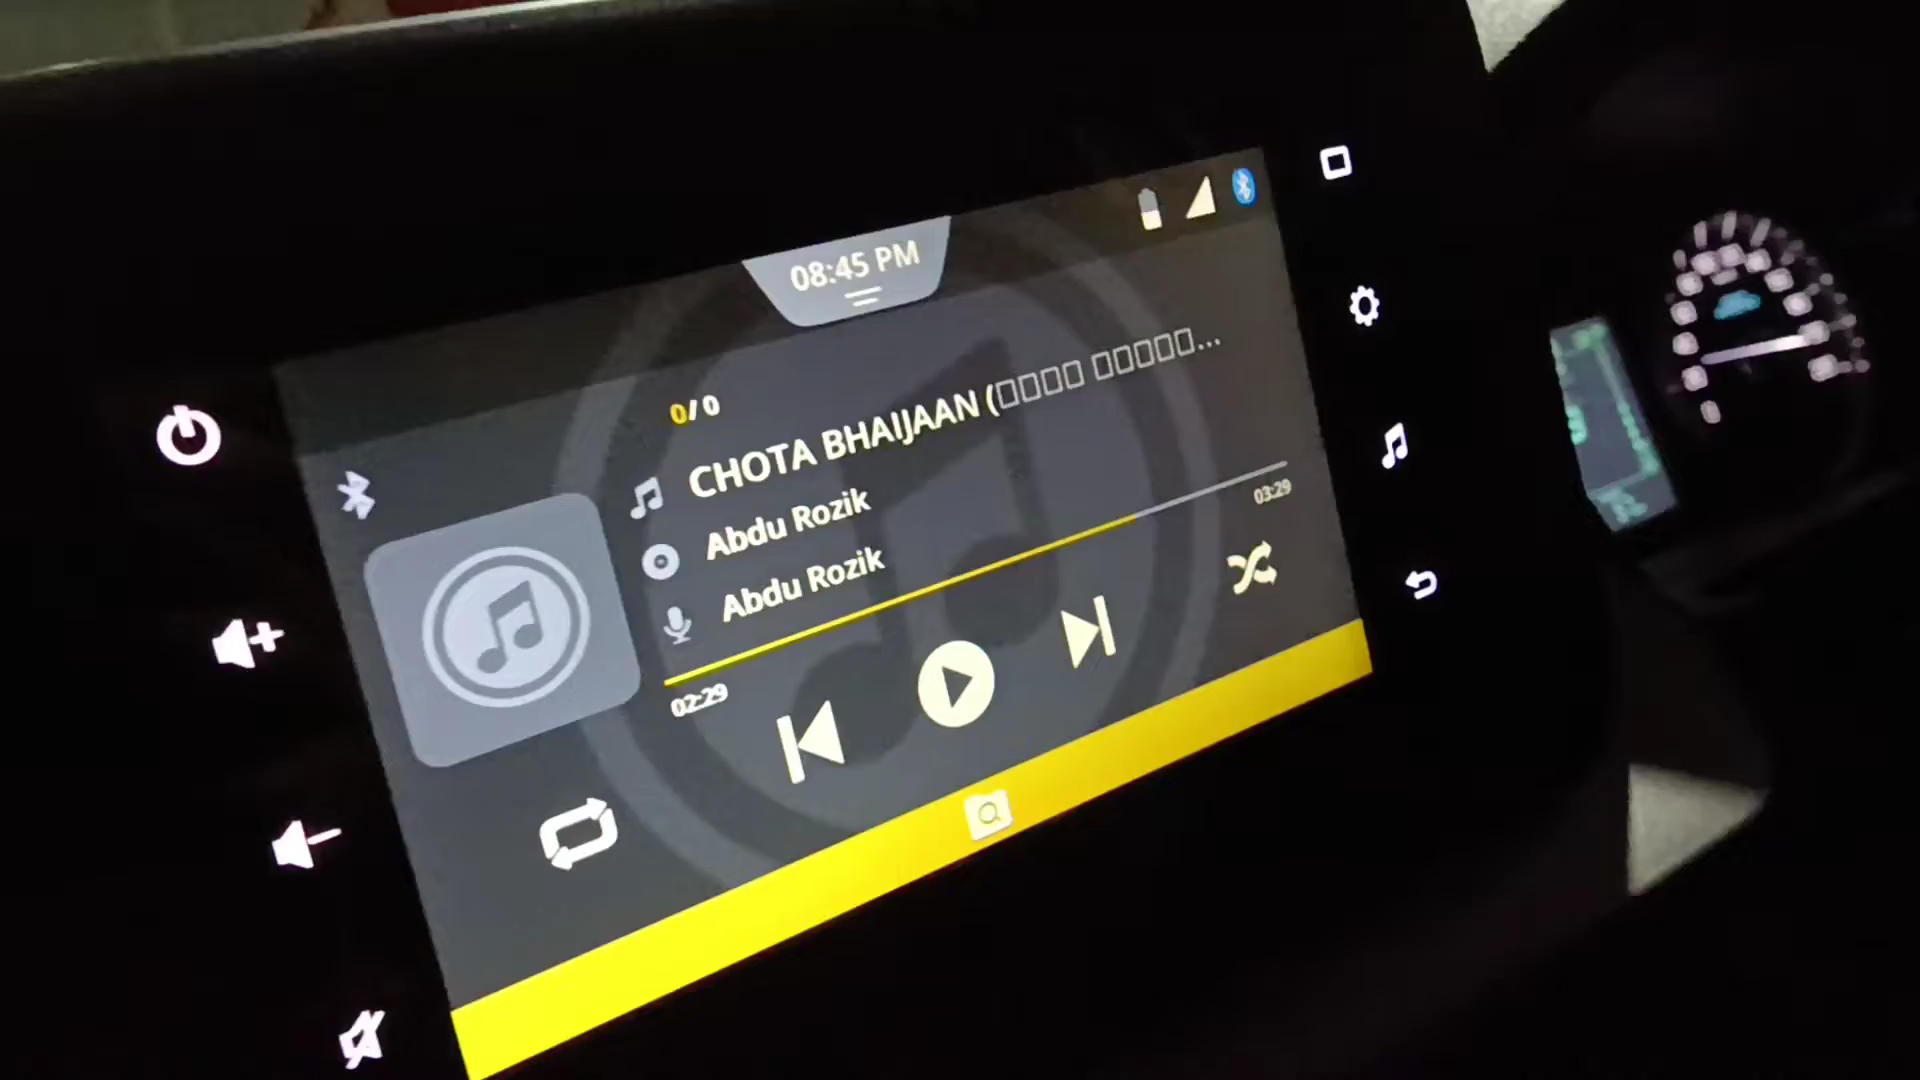 08:45 PM
0/0
CHOTA BHAIJAAN (▯▯▯▯ ▯▯▯▯▯...
Abdu Rozik
Abdu Rozik
03:29
02:29